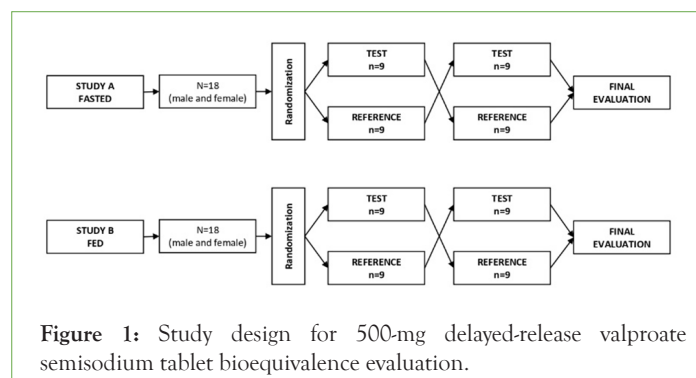 STUDY A
FASTED
N=18
(male and female)
Randomization
TEST
n=9
REFERENCE
n=9
TEST
n=9
REFERENCE
n=9
FINAL
EVALUATION
STUDY B
FED
N=18
(male and female)
Randomization
TEST
n=9
REFERENCE
n=9
TEST
n=9
REFERENCE
n=9
FINAL
EVALUATION
Figure 1: Study design for 500-mg delayed-release valproate
semisodium tablet bioequivalence evaluation.